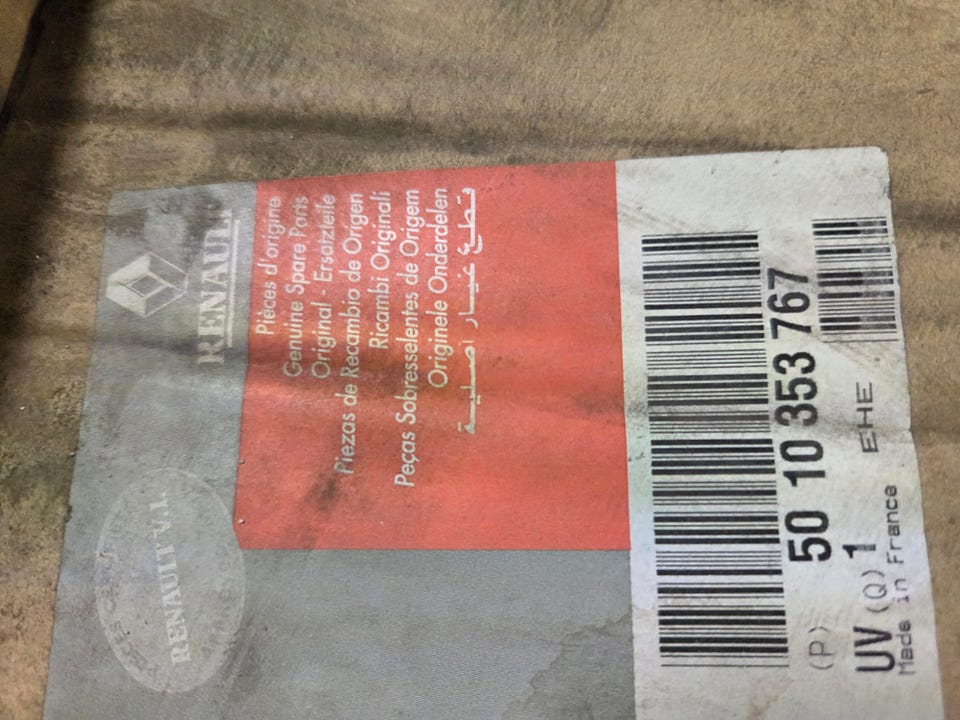 RENAULT
Pièces d'origine
Genuine Spare Parts
Original - Ersatzteile
Piezas de Recambio de Origen
Ricambi Originali
Peças Sobresselentes de Origem
Originele Onderdelen
قطع غيار اصلية
RENAULT V.I.
(P) 50 10 353 767
UV (Q) 1 EHE
Made in France